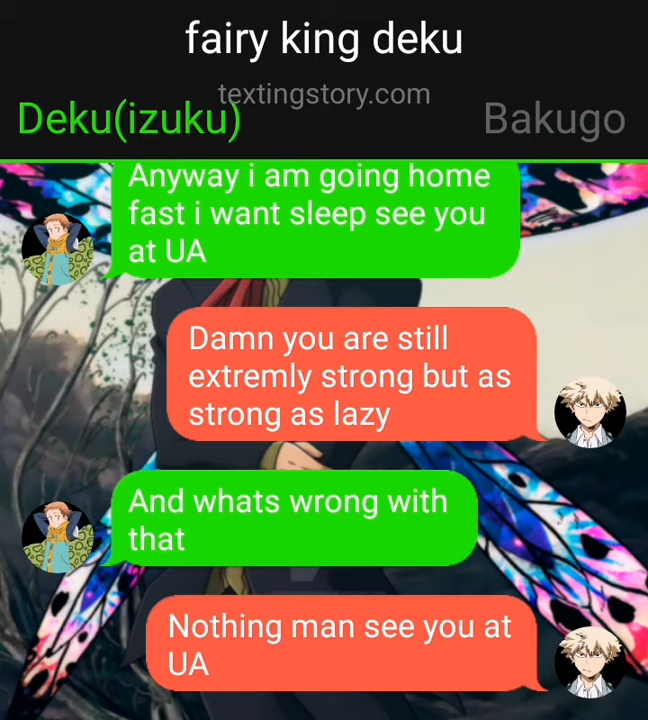 fairy king deku
textingstory.com
Deku(izuku)
Bakugo
Anyway i am going home
fast i want sleep see you
at UA
Damn you are still
extremly strong but as
strong as lazy
And whats wrong with
that
Nothing man see you at
UA